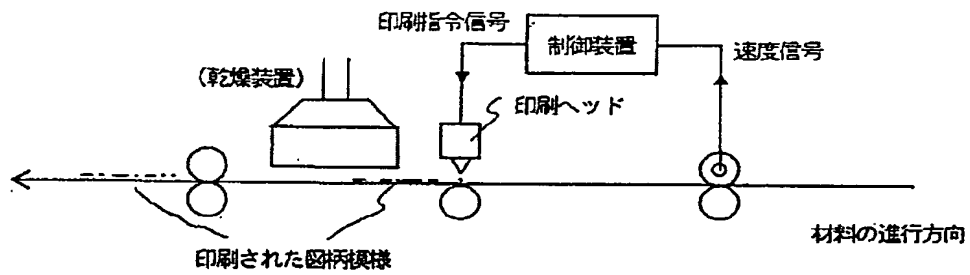 印刷指令信号
制御装置
速度信号
(乾燥装置)
印刷ヘッド
材料の進行方向
印刷された図柄模様